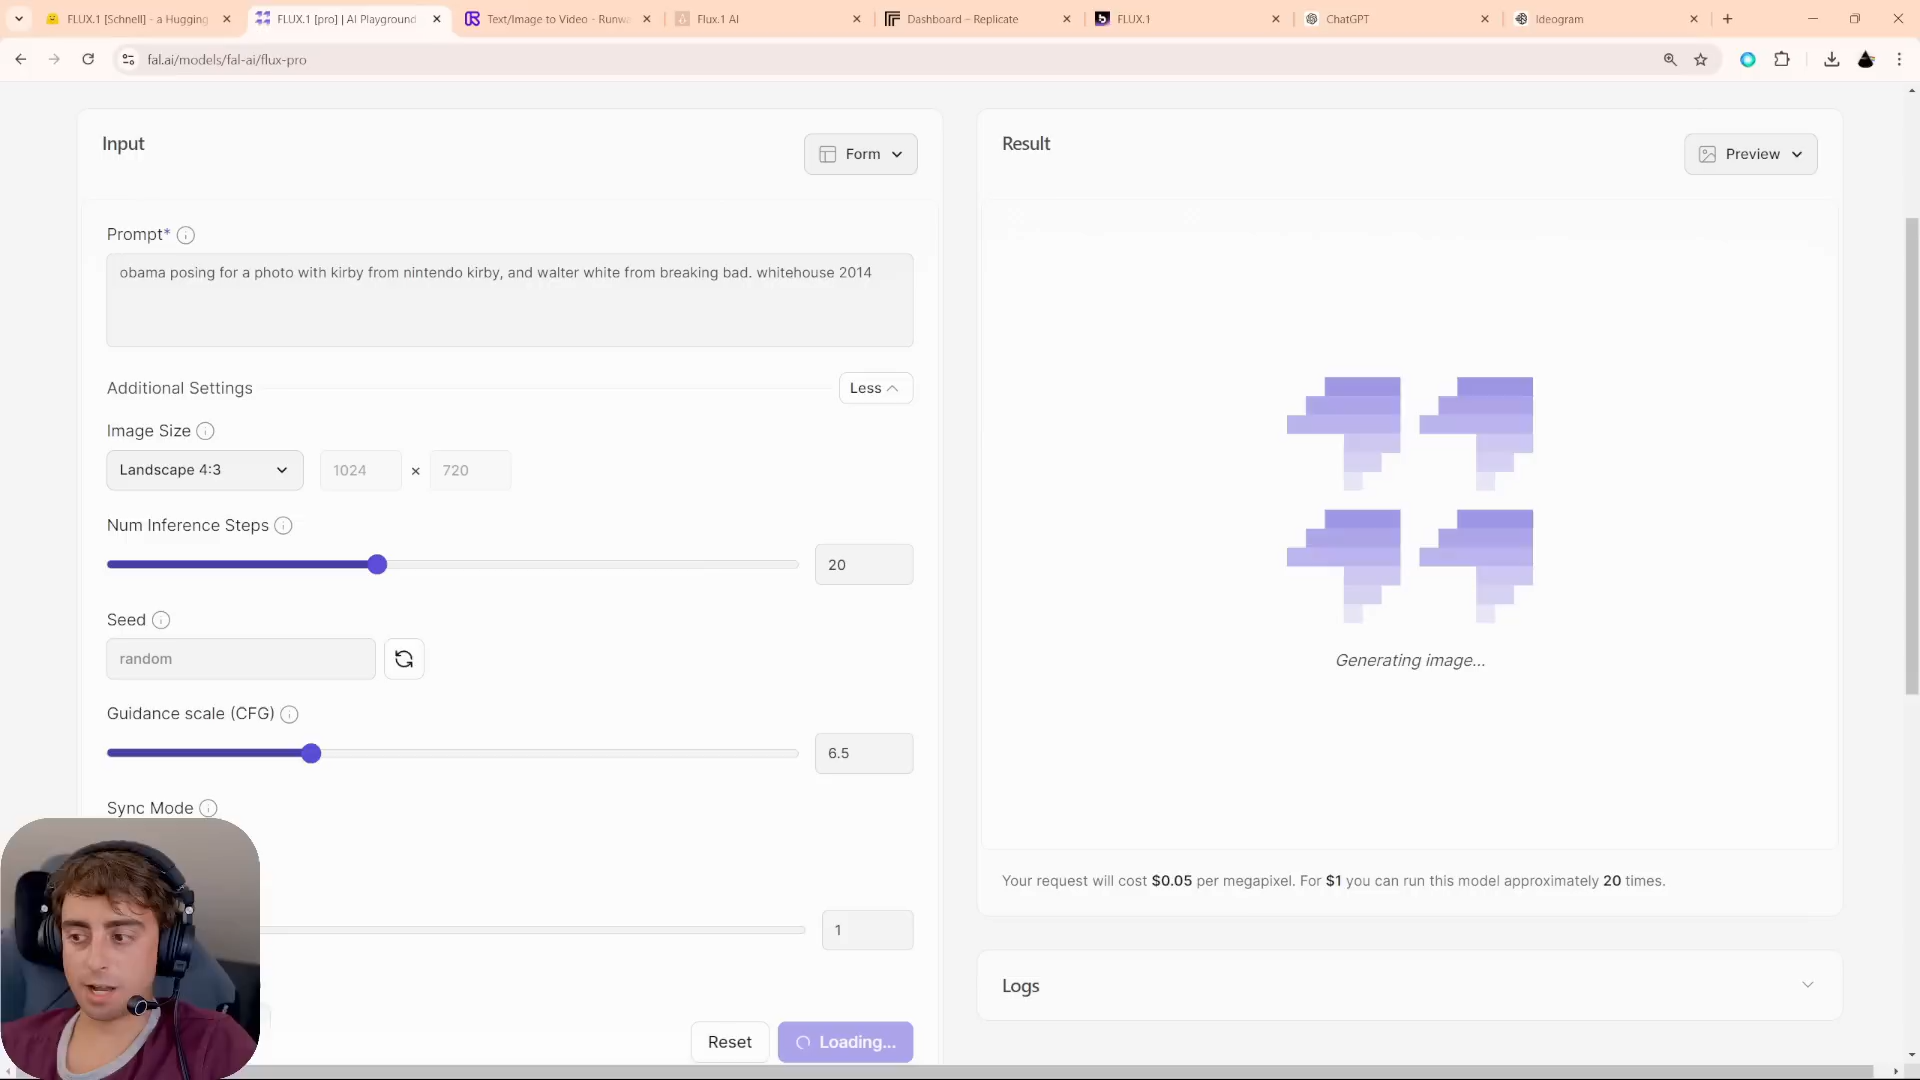 FLUX.1 [Schnell] - a Hugging
FLUX.1 [pro] | AI Playground
Text/Image to Video - Runw
Flux.1 AI
Dashboard – Replicate
FLUX.1
ChatGPT
Ideogram
fal.ai/models/fal-ai/flux-pro
Input
Form
Result
Preview
Prompt*
obama posing for a photo with kirby from nintendo kirby, and walter white from breaking bad. whitehouse 2014
Additional Settings
Less
Image Size
Landscape 4:3
1024
×
720
Num Inference Steps
20
Seed
random
Guidance scale (CFG)
6.5
Sync Mode
1
Reset
Loading...
Generating image...
Your request will cost $0.05 per megapixel. For $1 you can run this model approximately 20 times.
Logs